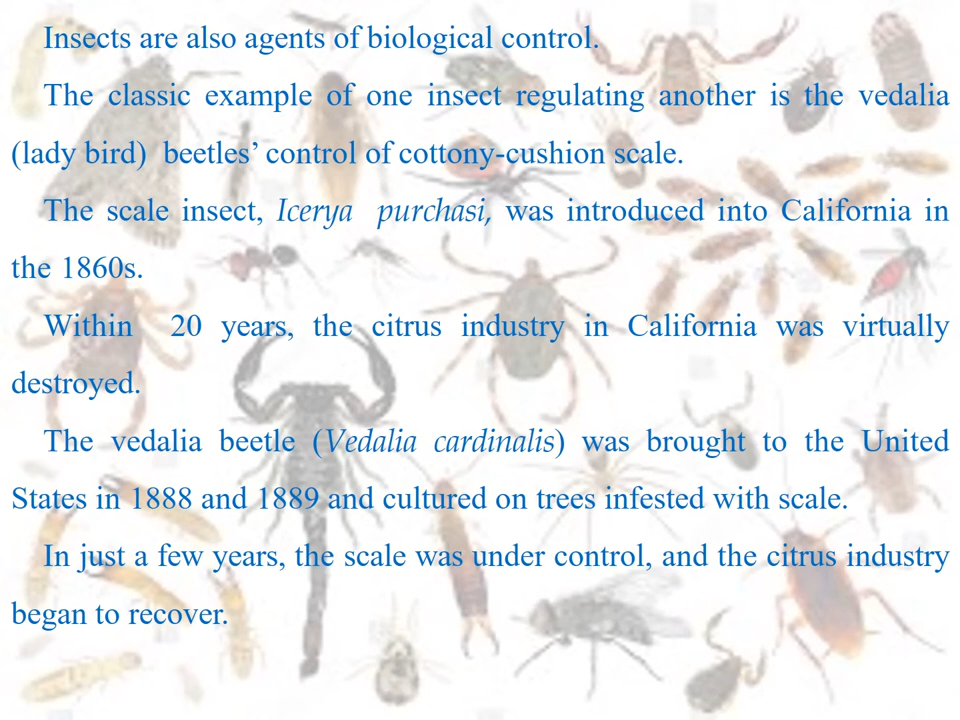 Insects are also agents of biological control.
The classic example of one insect regulating another is the vedalia
(lady bird) beetles’ control of cottony-cushion scale.
The scale insect, Icerya purchasi, was introduced into California in
the 1860s.
Within 20 years, the citrus industry in California was virtually
destroyed.
The vedalia beetle (Vedalia cardinalis) was brought to the United
States in 1888 and 1889 and cultured on trees infested with scale.
In just a few years, the scale was under control, and the citrus industry
began to recover.